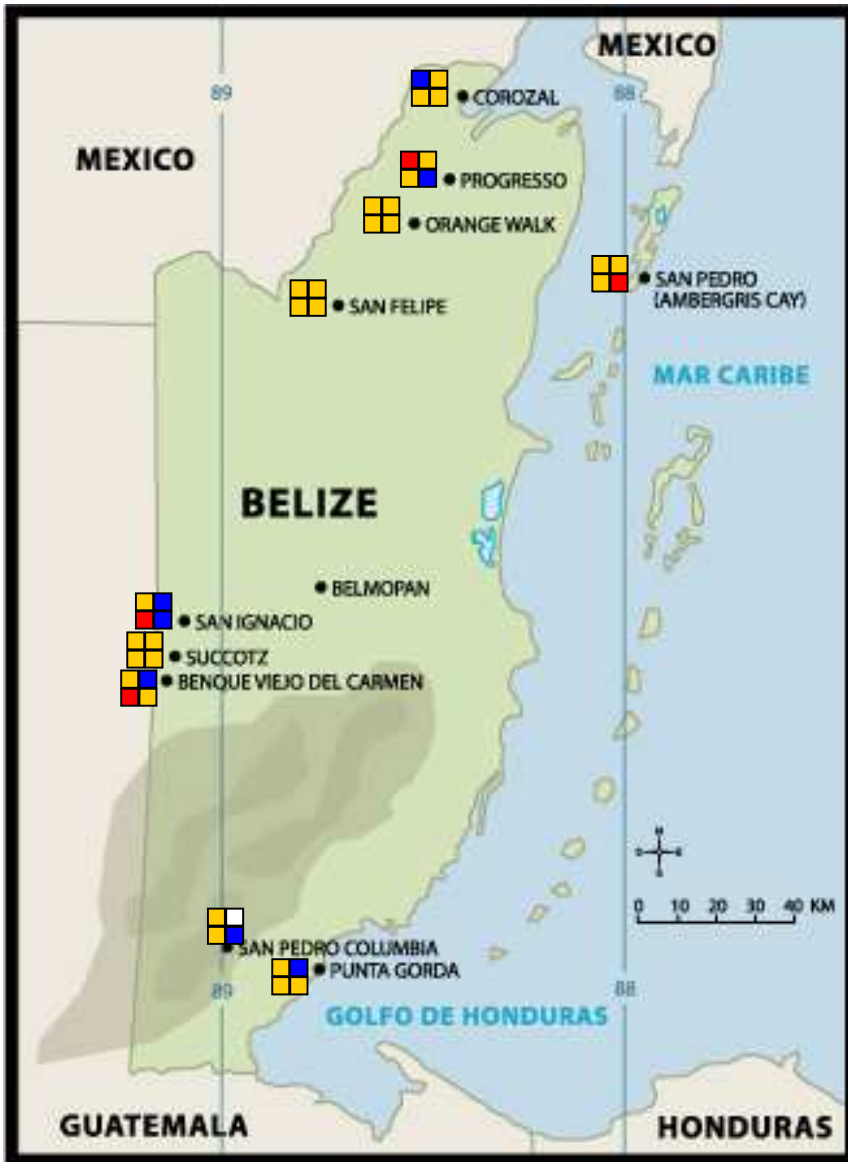 MEXICO
89
88
COROZAL
MEXICO
PROGRESSO
ORANGE WALK
SAN PEDRO
(AMBERGRIS CAY)
SAN FELIPE
MAR CARIBE
BELIZE
BELMOPAN
SAN IGNACIO
SUCCOTZ
BENQUE VIEJO DEL CARMEN
0 10 20 30 40 KM
SAN PEDRO COLUMBIA
PUNTA GORDA
89
88
GOLFO DE HONDURAS
GUATEMALA
HONDURAS